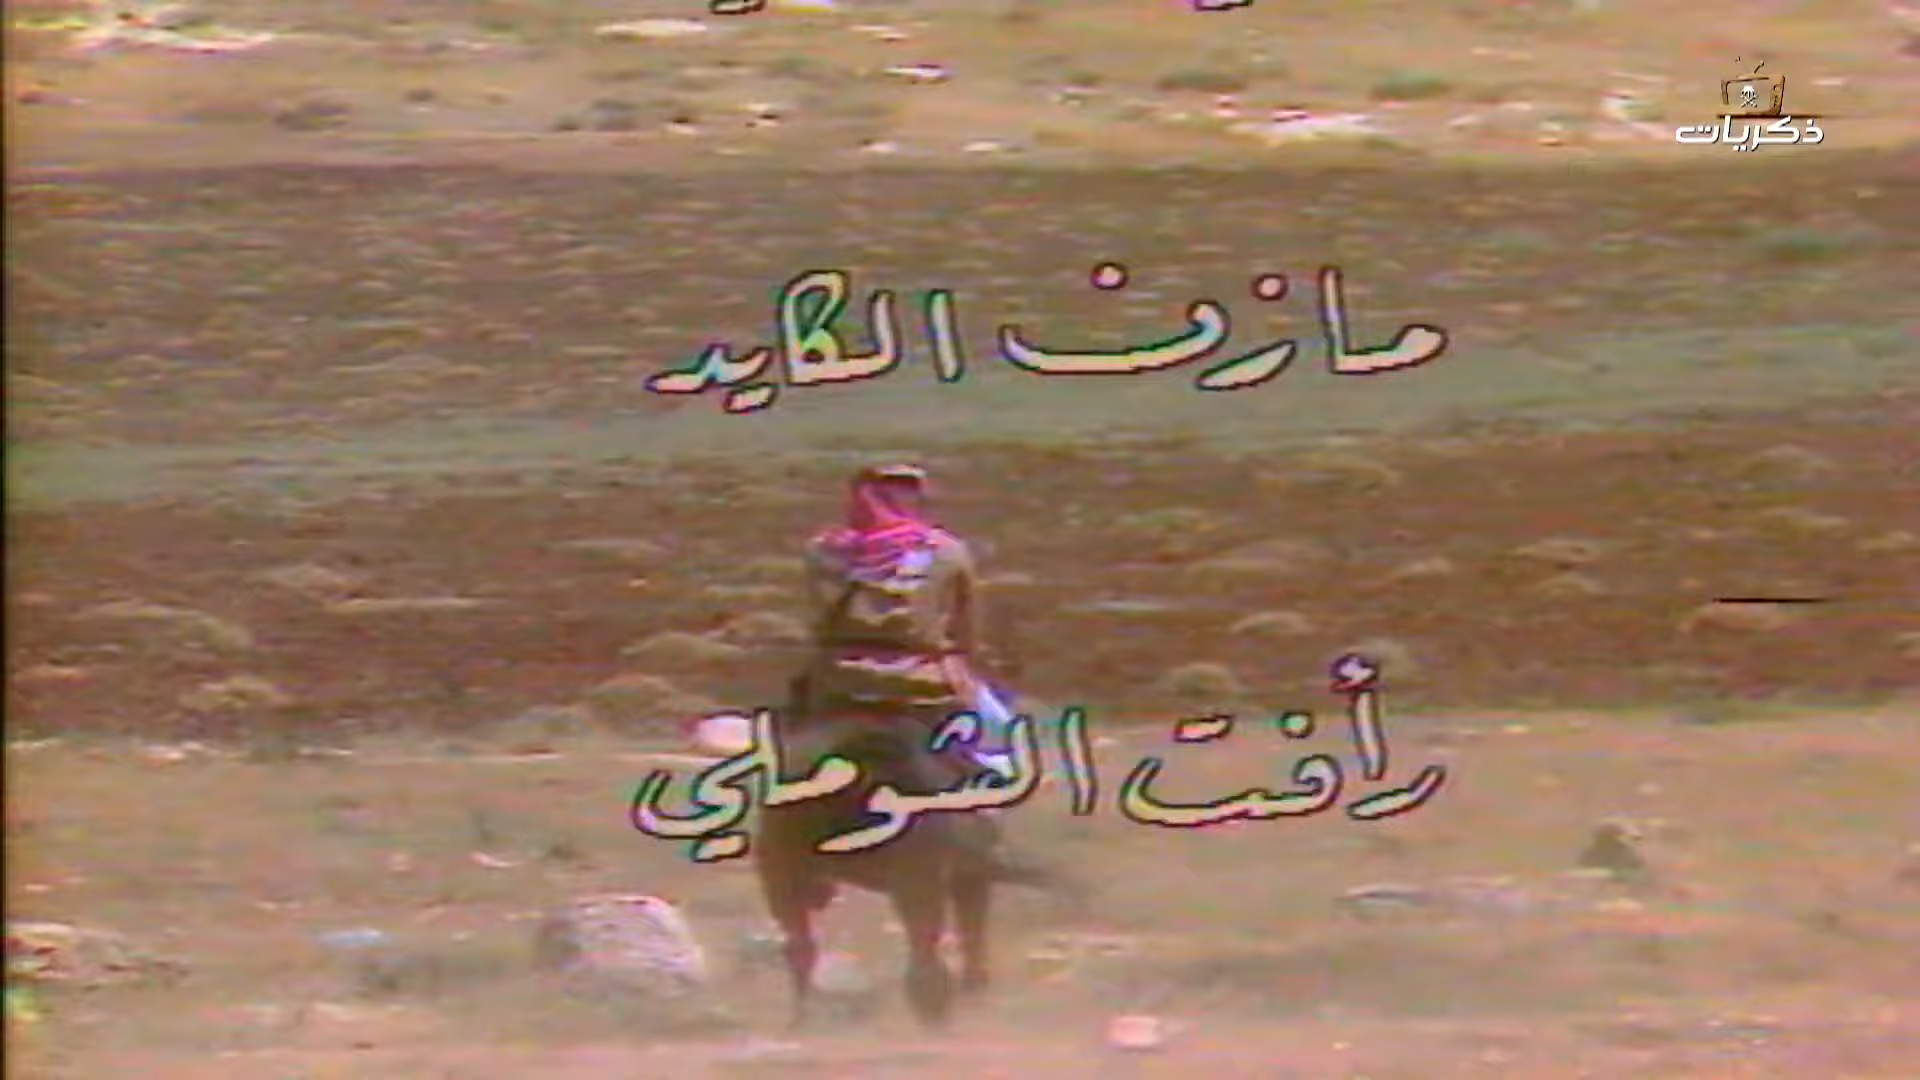 ذكريات
مازن الكايد
رأفت الشوملي